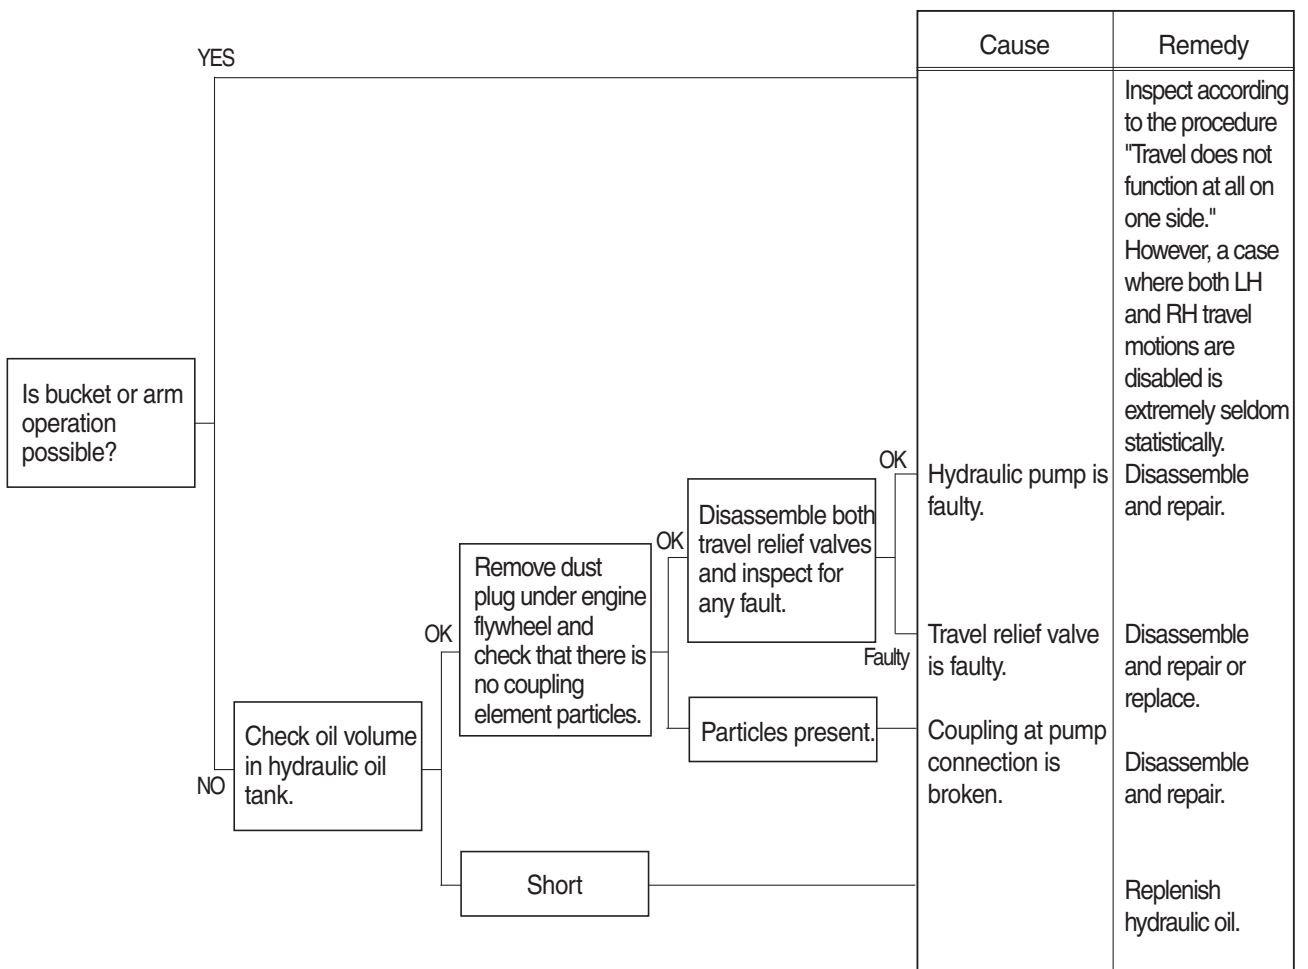 Cause
Remedy
YES
Inspect according
to the procedure
"Travel does not
function at all on
one side."
However, a case
where both LH
and RH travel
motions are
disabled is
extremely seldom
statistically.
Is bucket or arm
operation
possible?
NO
Check oil volume
in hydraulic oil
tank.
OK
Remove dust
plug under engine
flywheel and
check that there is
no coupling
element particles.
OK
Disassemble both
travel relief valves
and inspect for
any fault.
OK
Hydraulic pump is
faulty.
Disassemble
and repair.
Faulty
Travel relief valve
is faulty.
Disassemble
and repair or
replace.
Particles present.
Coupling at pump
connection is
broken.
Disassemble
and repair.
Short
Replenish
hydraulic oil.